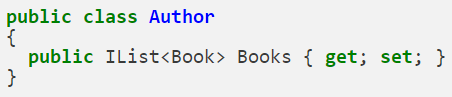 public class Author
{
  public IList<Book> Books { get; set; }
}